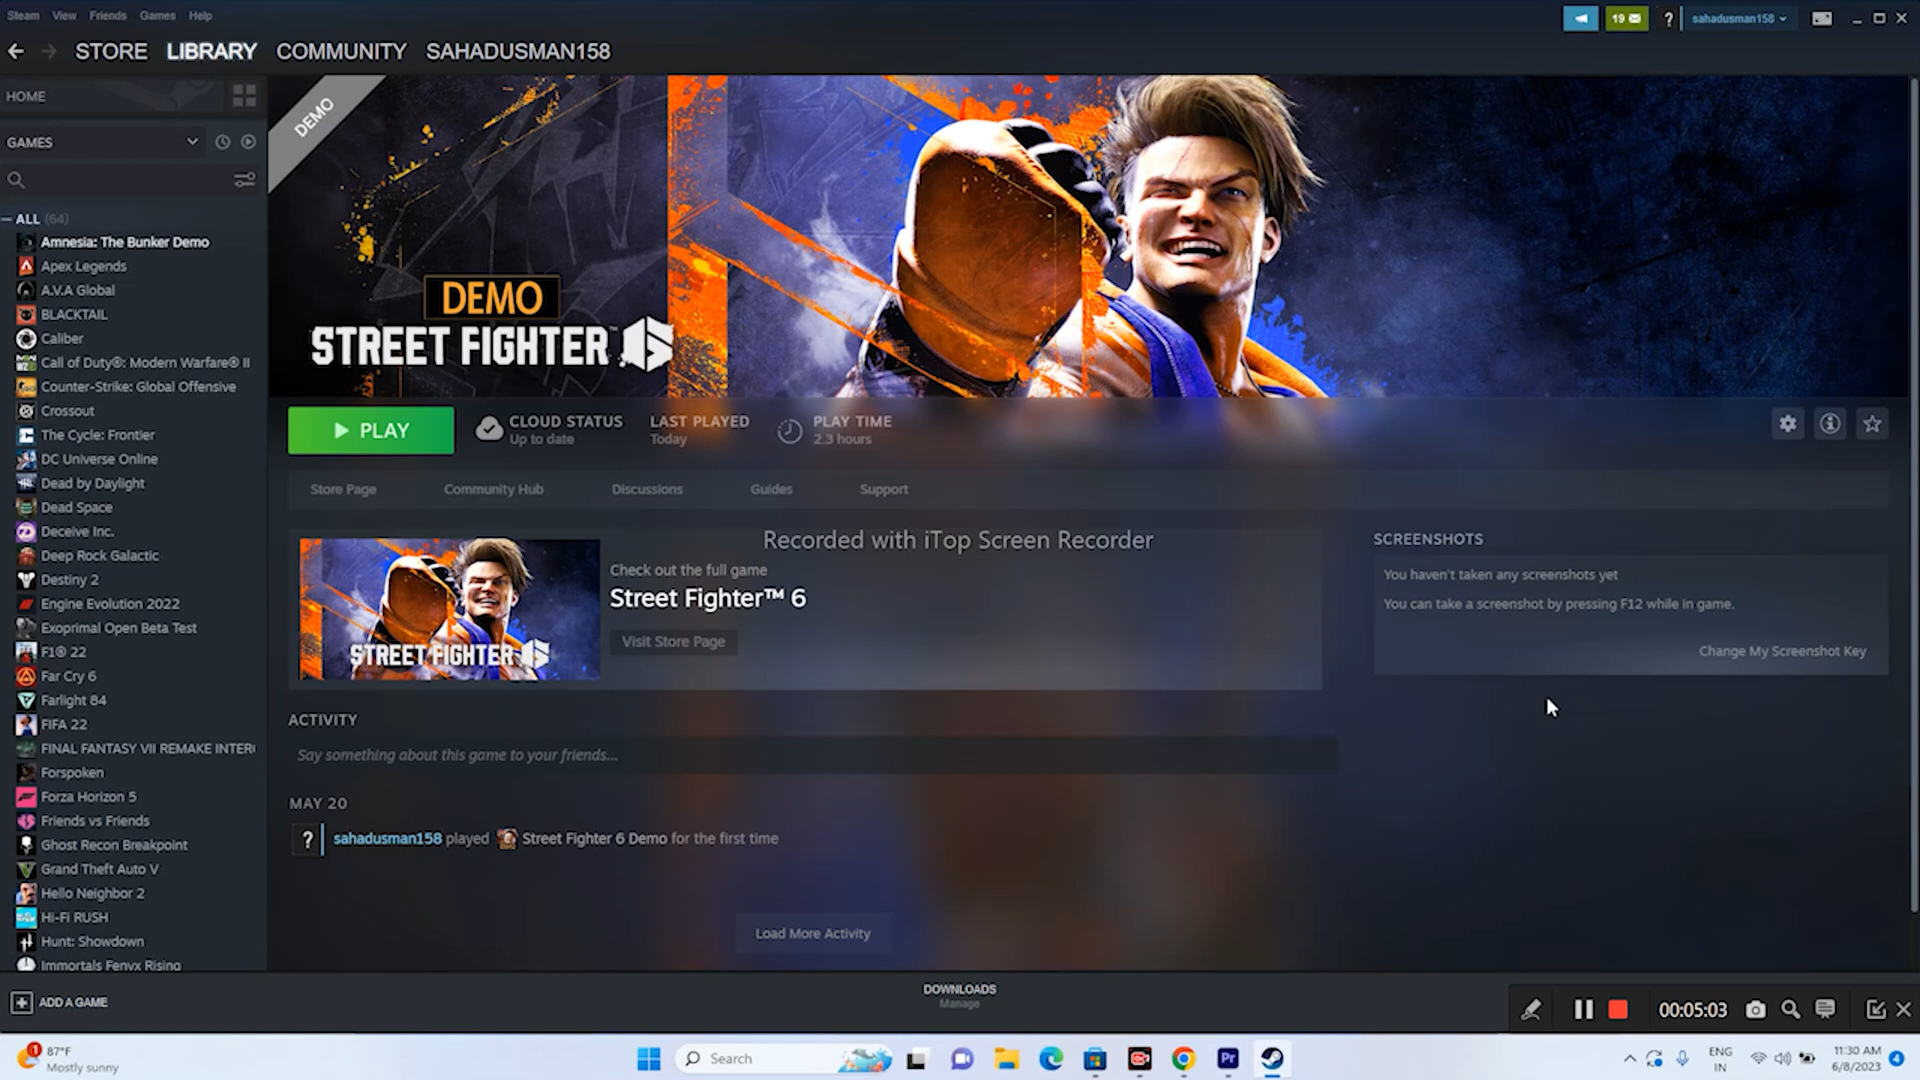 Steam View Friends Games Help
19
?
sahadusman158
STORE LIBRARY COMMUNITY SAHADUSMAN158
HOME
GAMES
ALL (64)
Amnesia: The Bunker Demo
Apex Legends
A.V.A Global
BLACKTAIL
Caliber
Call of Duty®: Modern Warfare® II
Counter-Strike: Global Offensive
Crossout
The Cycle: Frontier
DC Universe Online
Dead by Daylight
Dead Space
Deceive Inc.
Deep Rock Galactic
Destiny 2
Engine Evolution 2022
Exoprimal Open Beta Test
F1® 22
Far Cry 6
Farlight 84
FIFA 22
FINAL FANTASY VII REMAKE INTER
Forspoken
Forza Horizon 5
Friends vs Friends
Ghost Recon Breakpoint
Grand Theft Auto V
Hello Neighbor 2
Hi-Fi RUSH
Hunt: Showdown
Immortals Fenyx Rising
ADD A GAME
DEMO
DEMO
STREET FIGHTER™ 6
PLAY
CLOUD STATUS
Up to date
LAST PLAYED
Today
PLAY TIME
2.3 hours
Store Page Community Hub Discussions Guides Support
Recorded with iTop Screen Recorder
STREET FIGHTER 6
Check out the full game
Street Fighter™ 6
Visit Store Page
SCREENSHOTS
You haven't taken any screenshots yet
You can take a screenshot by pressing F12 while in game.
Change My Screenshot Key
ACTIVITY
Say something about this game to your friends...
MAY 20
? sahadusman158 played Street Fighter 6 Demo for the first time
Load More Activity
DOWNLOADS
Manage
00:05:03
1
87°F
Mostly sunny
Search
Pr
ENG
IN
11:30 AM
6/8/2023
4